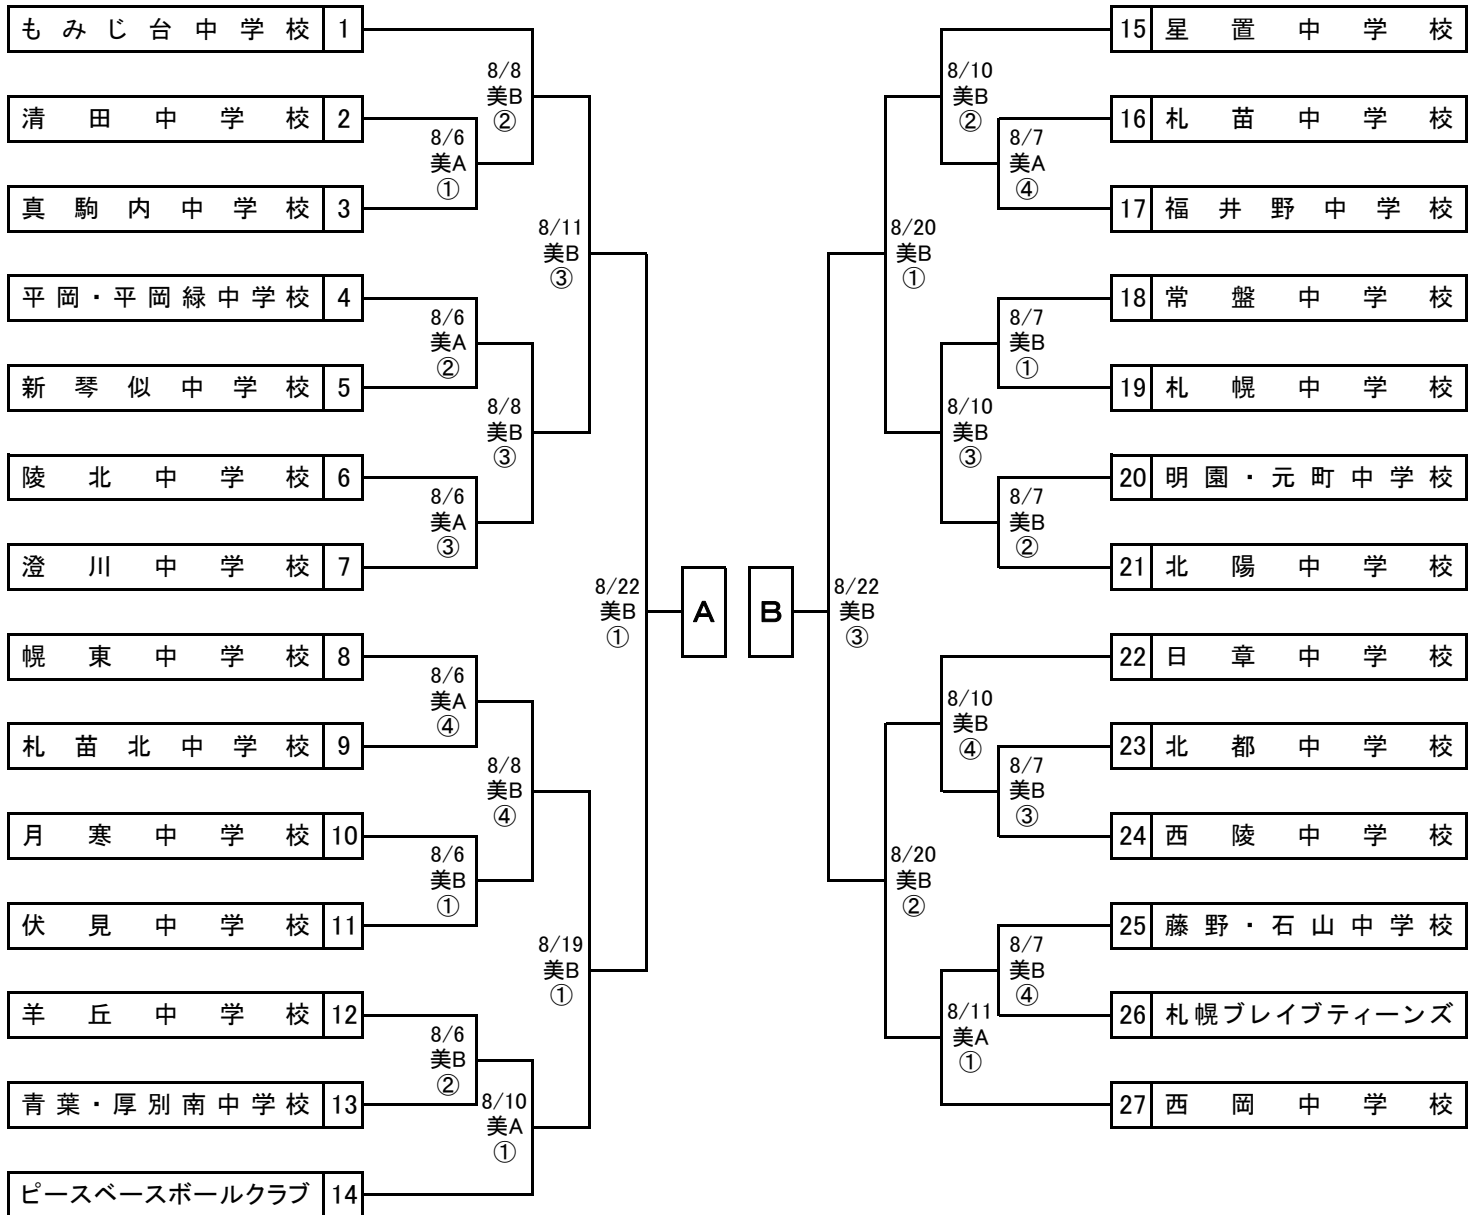 もみじ台中学校 1
8/8
美B
②
清田中学校 2
8/6
美A
①
真駒内中学校 3
8/11
美B
③
平岡・平岡緑中学校 4
8/6
美A
②
新琴似中学校 5
8/8
美B
③
陵北中学校 6
8/6
美A
③
澄川中学校 7
8/22
美B
①
A
幌東中学校 8
8/6
美A
④
札苗北中学校 9
8/8
美B
④
月寒中学校 10
8/6
美B
①
伏見中学校 11
8/19
美B
①
羊丘中学校 12
8/6
美B
②
青葉・厚別南中学校 13
8/10
美A
①
ピースベースボールクラブ 14
15 星置中学校
8/10
美B
②
16 札苗中学校
8/7
美A
④
17 福井野中学校
8/20
美B
①
18 常盤中学校
8/7
美B
①
19 札幌中学校
8/10
美B
③
20 明園・元町中学校
8/7
美B
②
21 北陽中学校
B
8/22
美B
③
22 日章中学校
8/10
美B
④
23 北都中学校
8/7
美B
③
24 西陵中学校
8/20
美B
②
25 藤野・石山中学校
8/7
美B
④
26 札幌ブレイブティーンズ
8/11
美A
①
27 西岡中学校